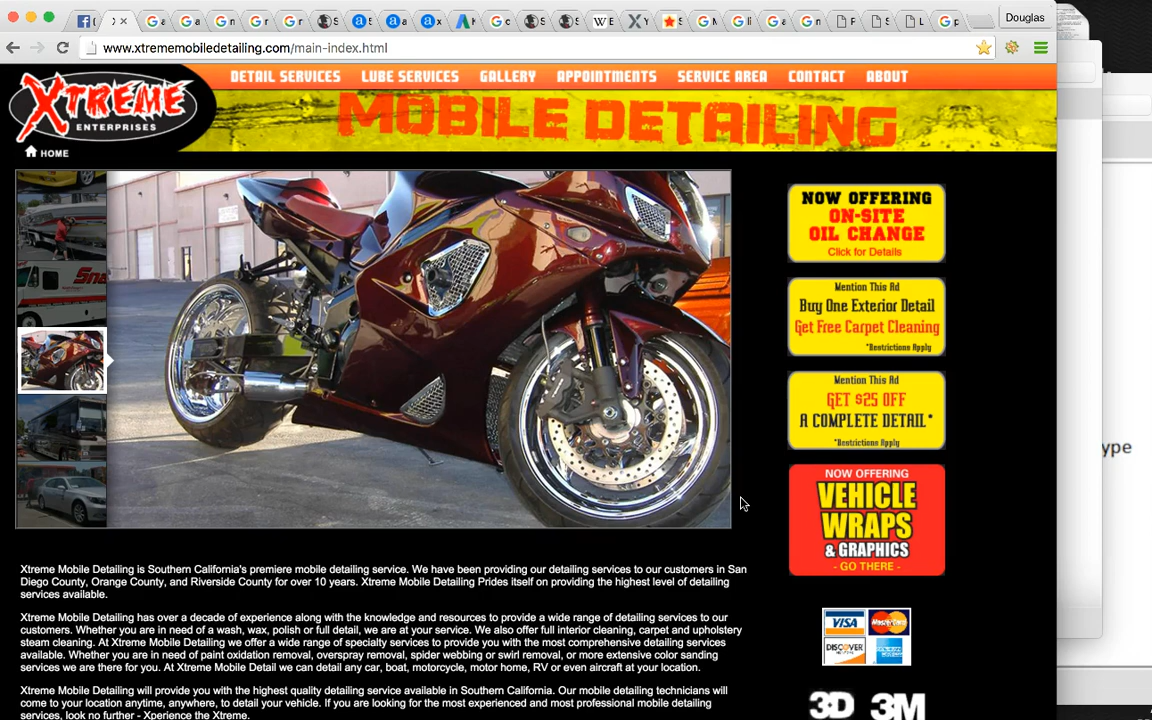 Douglas
www.xtrememobiledetailing.com/main-index.html
DETAIL SERVICES LUBE SERVICES GALLERY APPOINTMENTS SERVICE AREA CONTACT ABOUT
XTREME
ENTERPRISES
MOBILE DETAILING
HOME
NOW OFFERING
ON-SITE
OIL CHANGE
Click for Details
Mention This Ad
Buy One Exterior Detail
Get Free Carpet Cleaning
*Restrictions Apply
Mention This Ad
GET $25 OFF
A COMPLETE DETAIL*
*Restrictions Apply
NOW OFFERING
VEHICLE
WRAPS
& GRAPHICS
- GO THERE -
ype
Xtreme Mobile Detailing is Southern California's premiere mobile detailing service. We have been providing our detailing services to our customers in San
Diego County, Orange County, and Riverside County for over 10 years. Xtreme Mobile Detailing Prides itself on providing the highest level of detailing
services available.
Xtreme Mobile Detailing has over a decade of experience along with the knowledge and resources to provide a wide range of detailing services to our
customers. Whether you are in need of a wash, wax, polish or full detail, we are at your service. We also offer full interior cleaning, carpet and upholstery
steam cleaning. At Xtreme Mobile Detailing we offer a wide range of specialty services to provide you with the most comprehensive detailing services
available. Whether you are in need of paint oxidation removal, overspray removal, spider webbing or swirl removal, or more extensive color sanding
services we are there for you. At Xtreme Mobile Detail we can detail any car, boat, motorcycle, motor home, RV or even aircraft at your location.
VISA MasterCard
DISCOVER AMERICAN EXPRESS
Xtreme Mobile Detailing will provide you with the highest quality detailing service available in Southern California. Our mobile detailing technicians will
come to your location anytime, anywhere, to detail your vehicle. If you are looking for the most experienced and most professional mobile detailing
services, look no further - Xperience the Xtreme.
3D 3M